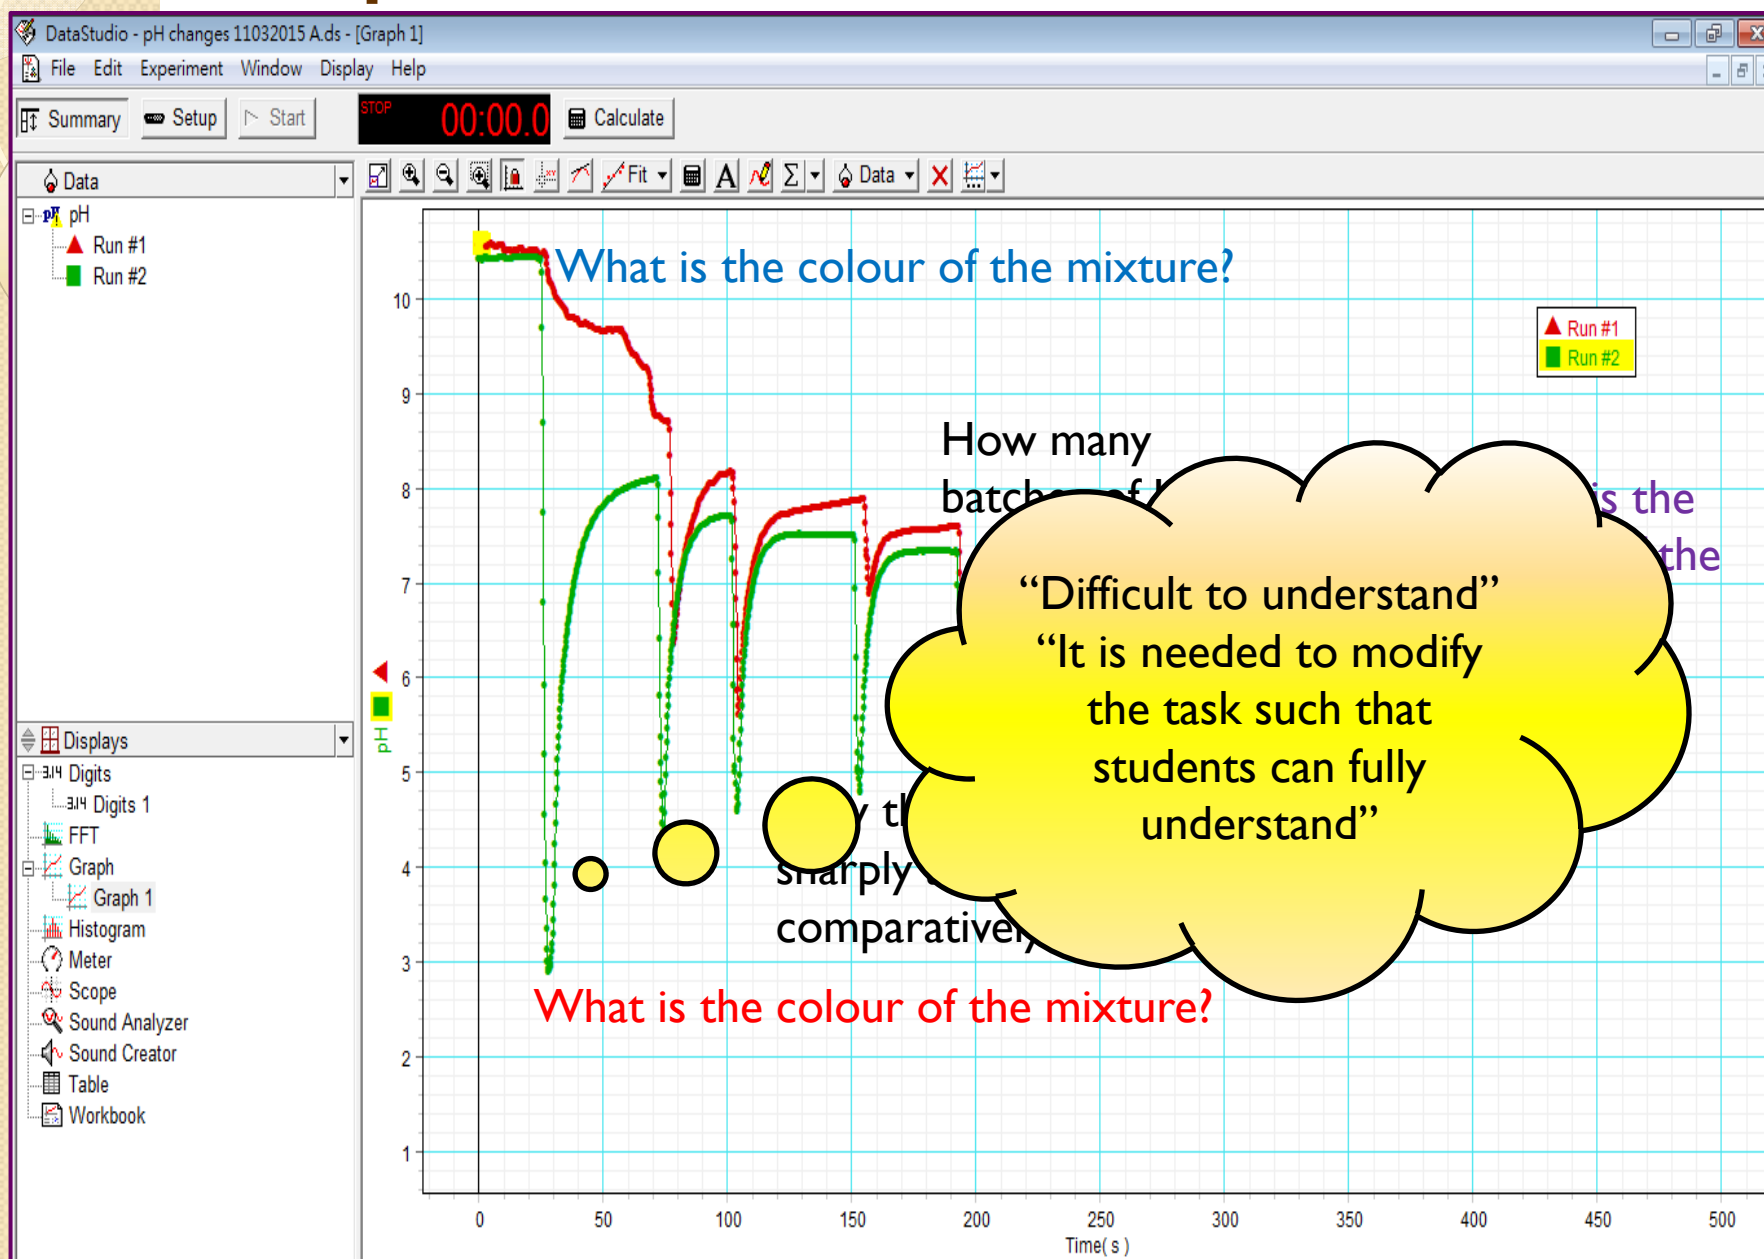 DataStudio - pH changes 11032015 A.ds - [Graph 1]
File Edit Experiment Window Display Help
Summary Setup Start STOP 00:00.0 Calculate
Data
Fit A Σ Data
pH
Run #1
Run #2
What is the colour of the mixture?
Run #1
Run #2
How many
is the
the
“Difficult to understand”
“It is needed to modify
the task such that
students can fully
understand”
sharply
comparatively
What is the colour of the mixture?
Displays
3.14 Digits
3.14 Digits 1
FFT
Graph
Graph 1
Histogram
Meter
Scope
Sound Analyzer
Sound Creator
Table
Workbook
10
9
8
7
6
5
4
3
2
1
pH
0 50 100 150 200 250 300 350 400 450 500
Time( s )